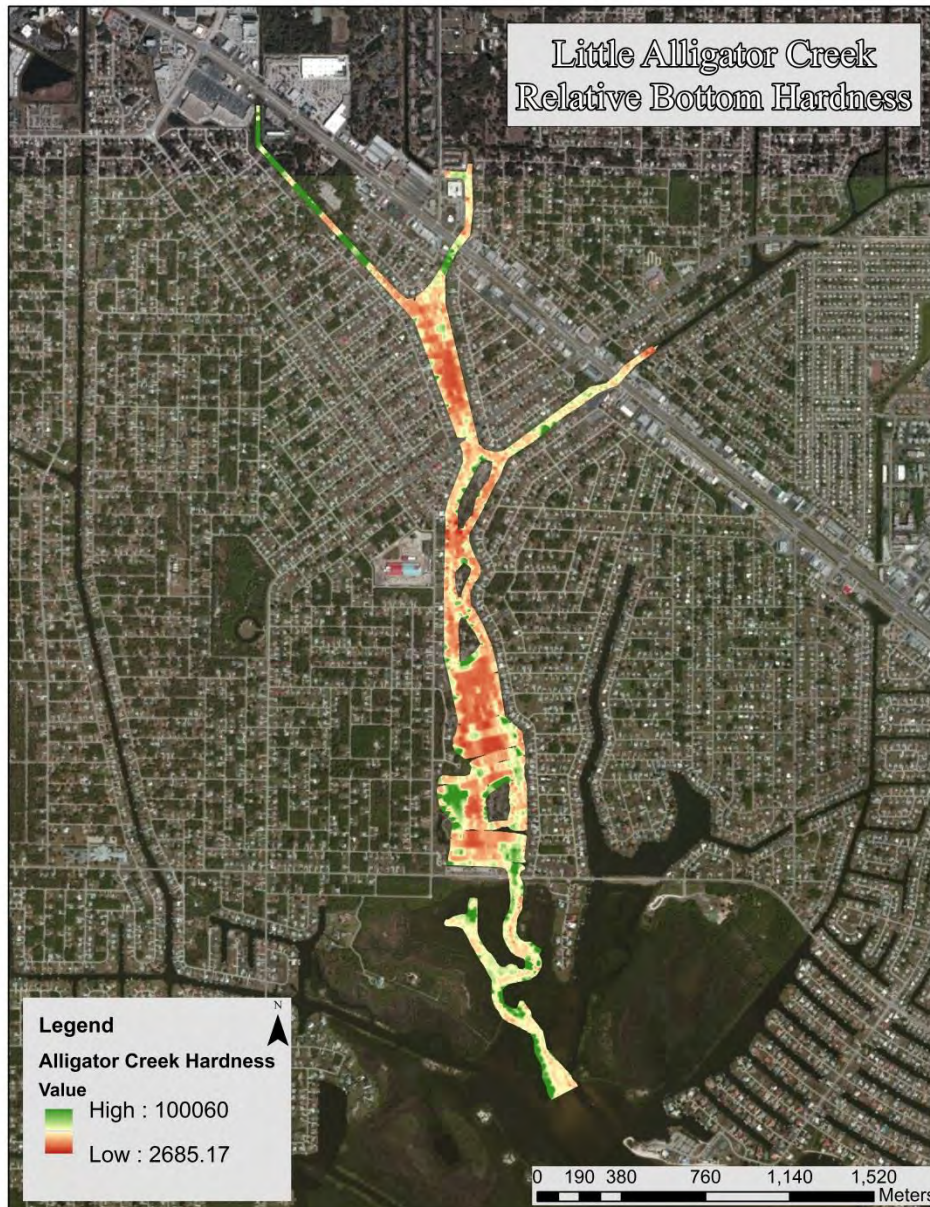 Little Alligator Creek
Relative Bottom Hardness
N
Legend
Alligator Creek Hardness
Value
High : 100060
Low : 2685.17
0 190 380 760 1,140 1,520
Meters